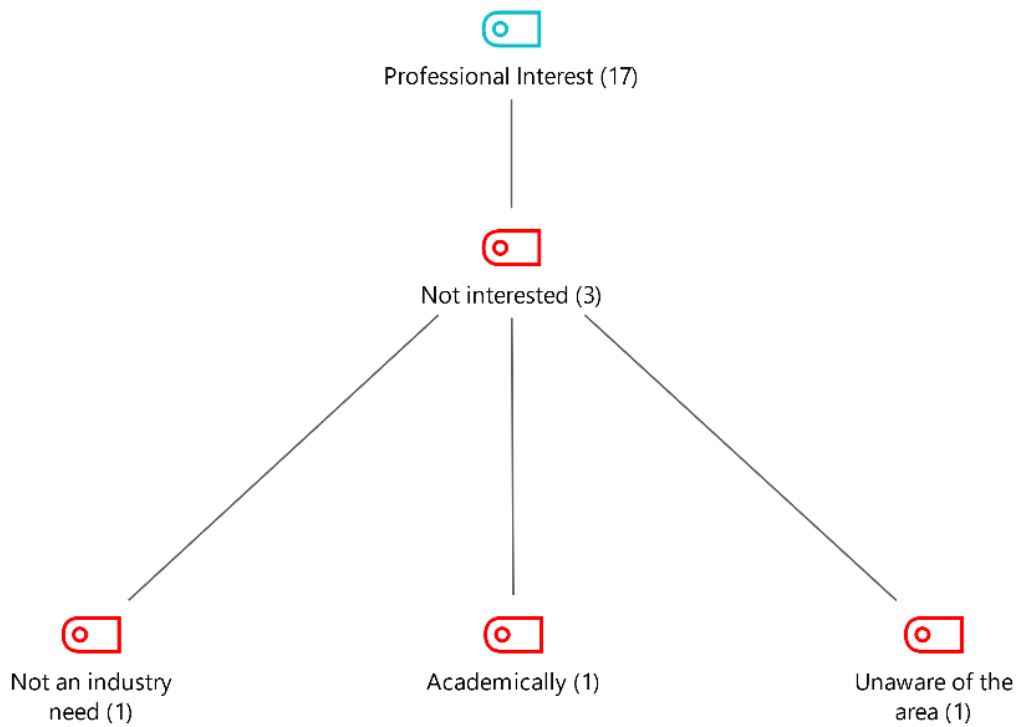 Professional Interest (17)
Not interested (3)
Not an industry
need (1)
Academically (1)
Unaware of the
area (1)